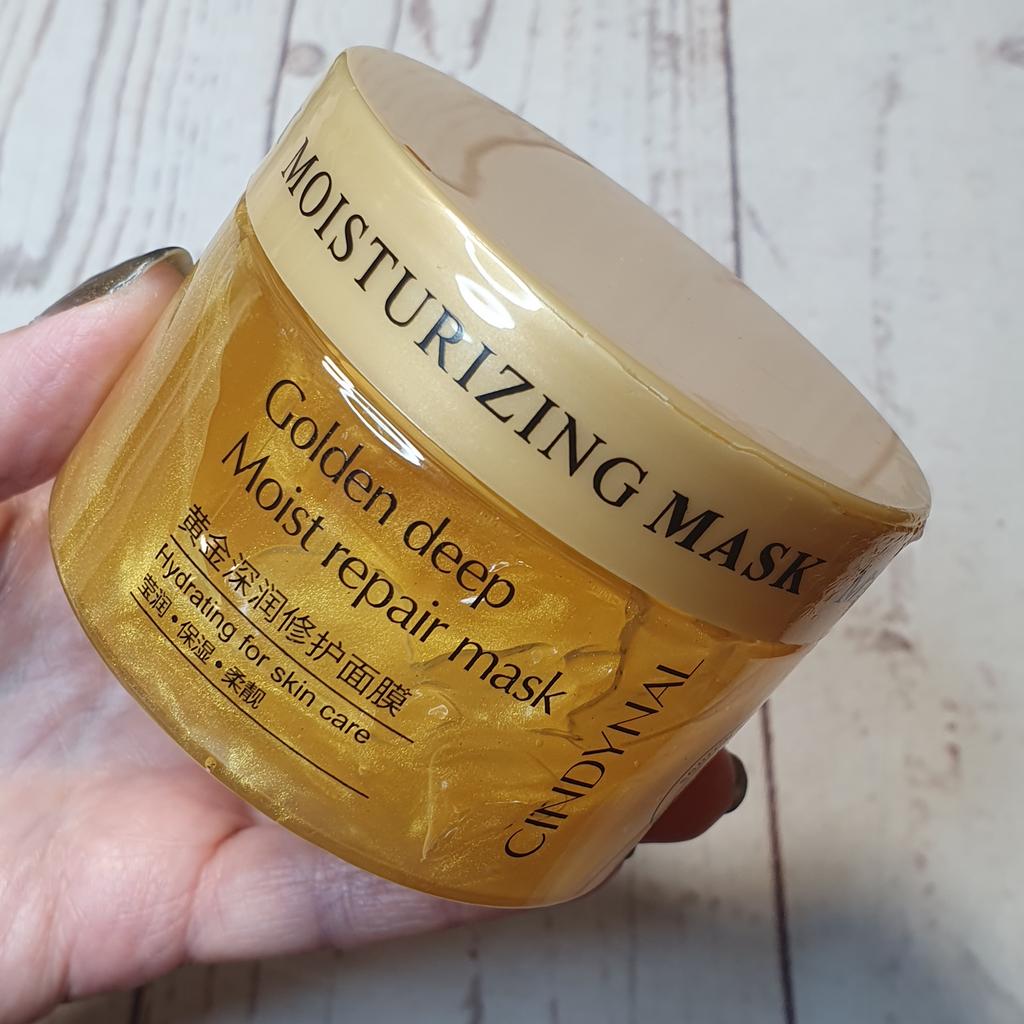 MOISTURIZING MASK
Golden deep
Moist repair mask
黄金深润修护面膜
Hydrating for skin care
莹润•保湿•柔靓
CINDYNAL